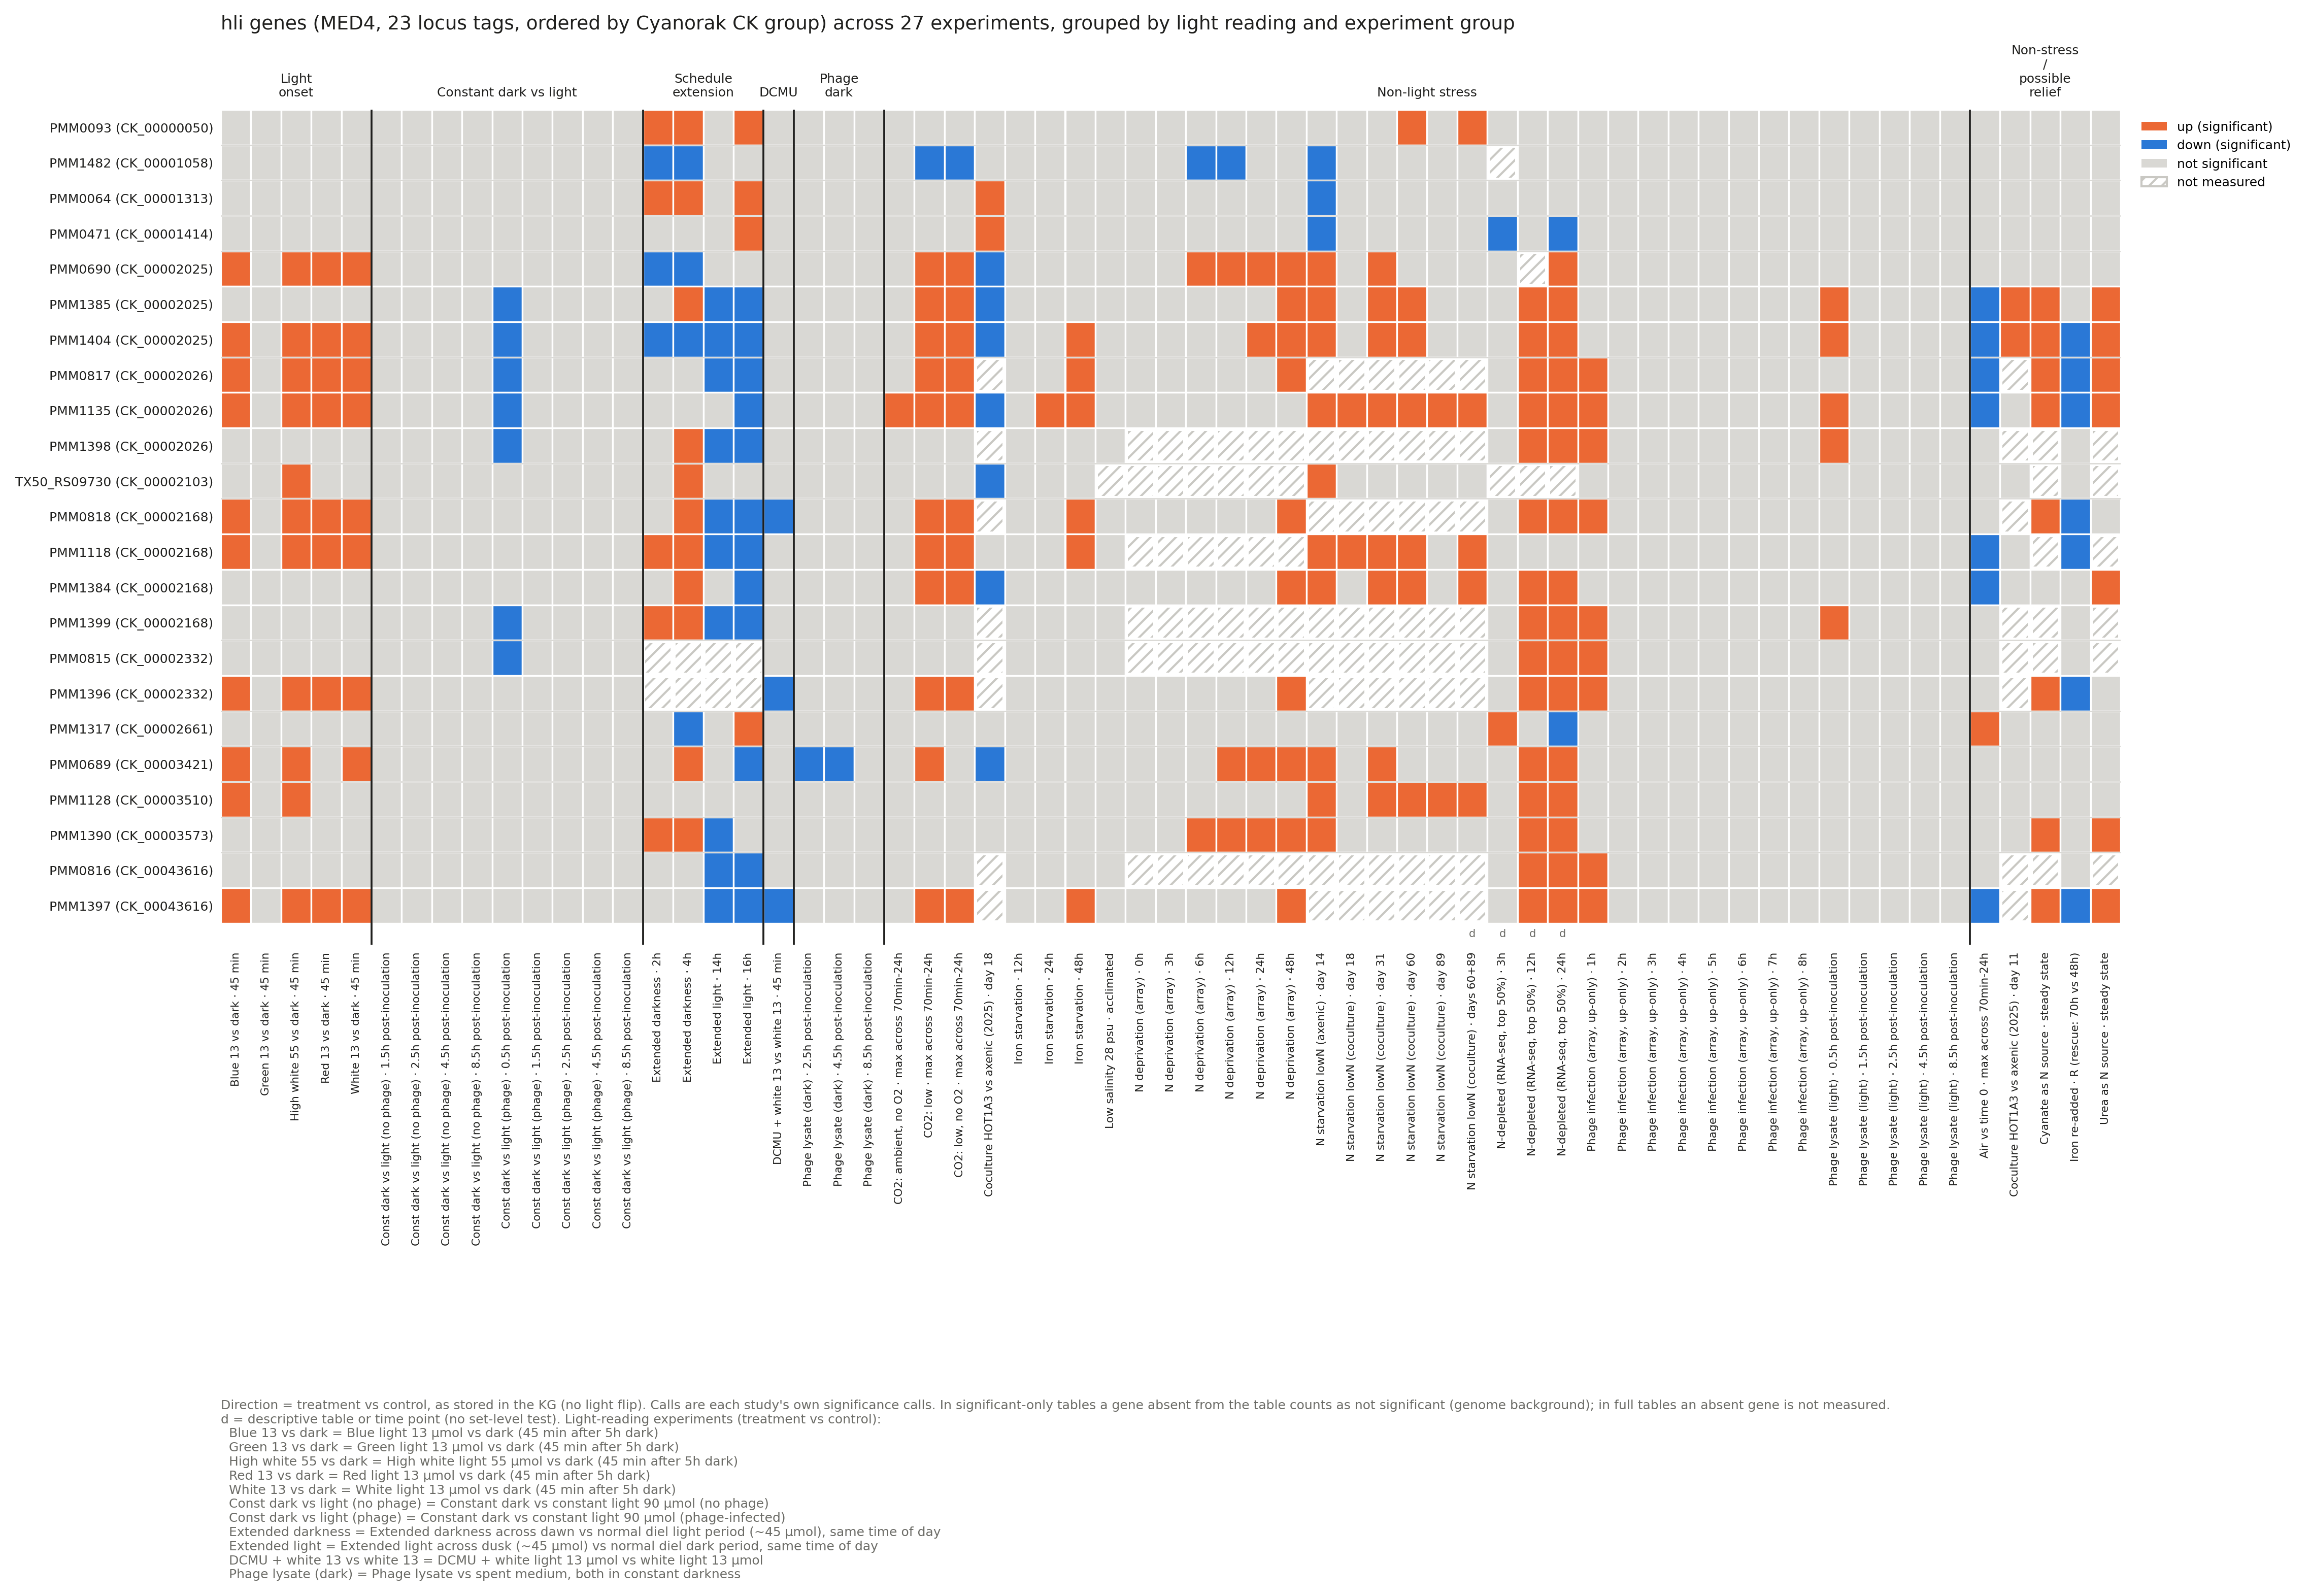 hli genes (MED4, 23 locus tags, ordered by Cyanorak CK group) across 27 experiments, grouped by light reading and experiment group
Light
onset
Constant dark vs light
Schedule
extension
DCMU
Phage
dark
Non-light stress
Non-stress
/
possible
relief
up (significant)
down (significant)
not significant
not measured
PMM0093 (CK_00000050)
PMM1482 (CK_00001058)
PMM0064 (CK_00001313)
PMM0471 (CK_00001414)
PMM0690 (CK_00002025)
PMM1385 (CK_00002025)
PMM1404 (CK_00002025)
PMM0817 (CK_00002026)
PMM1135 (CK_00002026)
PMM1398 (CK_00002026)
TX50_RS09730 (CK_00002103)
PMM0818 (CK_00002168)
PMM1118 (CK_00002168)
PMM1384 (CK_00002168)
PMM1399 (CK_00002168)
PMM0815 (CK_00002332)
PMM1396 (CK_00002332)
PMM1317 (CK_00002661)
PMM0689 (CK_00003421)
PMM1128 (CK_00003510)
PMM1390 (CK_00003573)
PMM0816 (CK_00043616)
PMM1397 (CK_00043616)
d
d
d
d
Blue 13 vs dark · 45 min
Green 13 vs dark · 45 min
High white 55 vs dark · 45 min
Red 13 vs dark · 45 min
White 13 vs dark · 45 min
Const dark vs light (no phage) · 1.5h post-inoculation
Const dark vs light (no phage) · 2.5h post-inoculation
Const dark vs light (no phage) · 4.5h post-inoculation
Const dark vs light (no phage) · 8.5h post-inoculation
Const dark vs light (phage) · 0.5h post-inoculation
Const dark vs light (phage) · 1.5h post-inoculation
Const dark vs light (phage) · 2.5h post-inoculation
Const dark vs light (phage) · 4.5h post-inoculation
Const dark vs light (phage) · 8.5h post-inoculation
Extended darkness · 2h
Extended darkness · 4h
Extended light · 14h
Extended light · 16h
DCMU + white 13 vs white 13 · 45 min
Phage lysate (dark) · 2.5h post-inoculation
Phage lysate (dark) · 4.5h post-inoculation
Phage lysate (dark) · 8.5h post-inoculation
CO2: ambient, no O2 · max across 70min-24h
CO2: low · max across 70min-24h
CO2: low, no O2 · max across 70min-24h
Coculture HOT1A3 vs axenic (2025) · day 18
Iron starvation · 12h
Iron starvation · 24h
Iron starvation · 48h
Low salinity 28 psu · acclimated
N deprivation (array) · 0h
N deprivation (array) · 3h
N deprivation (array) · 6h
N deprivation (array) · 12h
N deprivation (array) · 24h
N deprivation (array) · 48h
N starvation lowN (axenic) · day 14
N starvation lowN (coculture) · day 18
N starvation lowN (coculture) · day 31
N starvation lowN (coculture) · day 60
N starvation lowN (coculture) · day 89
N starvation lowN (coculture) · days 60+89
N-depleted (RNA-seq, top 50%) · 3h
N-depleted (RNA-seq, top 50%) · 12h
N-depleted (RNA-seq, top 50%) · 24h
Phage infection (array, up-only) · 1h
Phage infection (array, up-only) · 2h
Phage infection (array, up-only) · 3h
Phage infection (array, up-only) · 4h
Phage infection (array, up-only) · 5h
Phage infection (array, up-only) · 6h
Phage infection (array, up-only) · 7h
Phage infection (array, up-only) · 8h
Phage lysate (light) · 0.5h post-inoculation
Phage lysate (light) · 1.5h post-inoculation
Phage lysate (light) · 2.5h post-inoculation
Phage lysate (light) · 4.5h post-inoculation
Phage lysate (light) · 8.5h post-inoculation
Air vs time 0 · max across 70min-24h
Coculture HOT1A3 vs axenic (2025) · day 11
Cyanate as N source · steady state
Iron re-added · R (rescue: 70h vs 48h)
Urea as N source · steady state
Direction = treatment vs control, as stored in the KG (no light flip). Calls are each study's own significance calls. In significant-only tables a gene absent from the table counts as not significant (genome background); in full tables an absent gene is not measured.
d = descriptive table or time point (no set-level test). Light-reading experiments (treatment vs control):
Blue 13 vs dark = Blue light 13 µmol vs dark (45 min after 5h dark)
Green 13 vs dark = Green light 13 µmol vs dark (45 min after 5h dark)
High white 55 vs dark = High white light 55 µmol vs dark (45 min after 5h dark)
Red 13 vs dark = Red light 13 µmol vs dark (45 min after 5h dark)
White 13 vs dark = White light 13 µmol vs dark (45 min after 5h dark)
Const dark vs light (no phage) = Constant dark vs constant light 90 µmol (no phage)
Const dark vs light (phage) = Constant dark vs constant light 90 µmol (phage-infected)
Extended darkness = Extended darkness across dawn vs normal diel light period (~45 µmol), same time of day
Extended light = Extended light across dusk (~45 µmol) vs normal diel dark period, same time of day
DCMU + white 13 vs white 13 = DCMU + white light 13 µmol vs white light 13 µmol
Phage lysate (dark) = Phage lysate vs spent medium, both in constant darkness